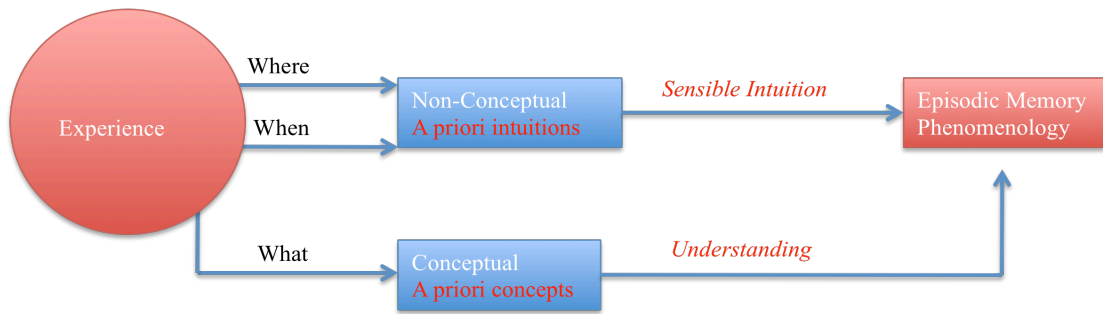 Where
Experience
When
Non-Conceptual
A priori intuitions
Sensible Intuition
Episodic Memory
Phenomenology
What
Conceptual
A priori concepts
Understanding